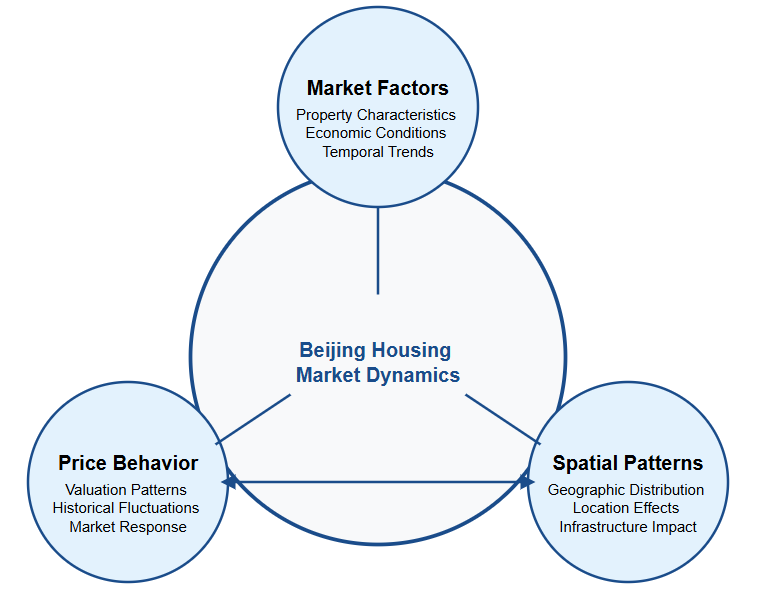 Market Factors
Property Characteristics
Economic Conditions
Temporal Trends
Beijing Housing
Market Dynamics
Price Behavior
Valuation Patterns
Historical Fluctuations
Market Response
Spatial Patterns
Geographic Distribution
Location Effects
Infrastructure Impact